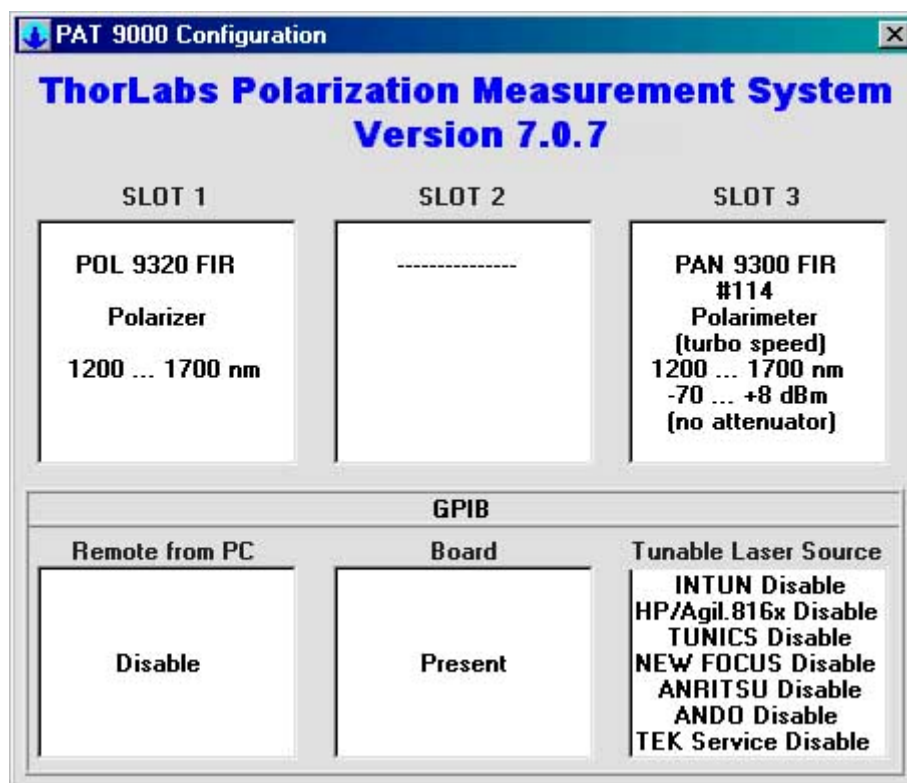 PAT 9000 Configuration
ThorLabs Polarization Measurement System
Version 7.0.7
SLOT 1
POL 9320 FIR
Polarizer
1200 ... 1700 nm
SLOT 2
---------------
SLOT 3
PAN 9300 FIR
#114
Polarimeter
(turbo speed)
1200 ... 1700 nm
-70 ... +8 dBm
(no attenuator)
GPIB
Remote from PC
Disable
Board
Present
Tunable Laser Source
INTUN Disable
HP/Agil.816x Disable
TUNICS Disable
NEW FOCUS Disable
ANRITSU Disable
ANDO Disable
TEK Service Disable